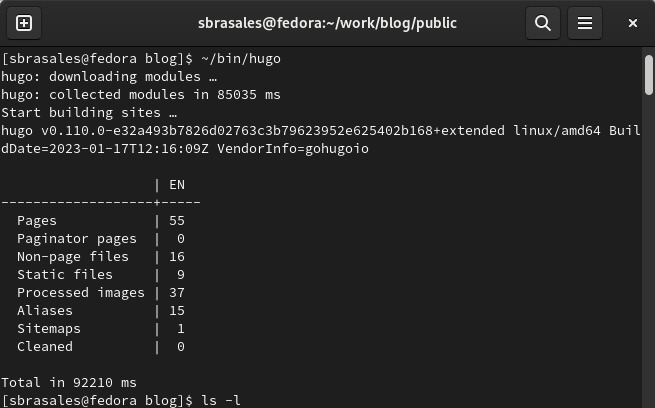 sbrasales@fedora:~/work/blog/public
[sbrasales@fedora blog]$ ~/bin/hugo
hugo: downloading modules …
hugo: collected modules in 85035 ms
Start building sites …
hugo v0.110.0-e32a493b7826d02763c3b79623952e625402b168+extended linux/amd64 Buil
dDate=2023-01-17T12:16:09Z VendorInfo=gohugoio
                   | EN
-------------------+-----
  Pages            | 55
  Paginator pages  |  0
  Non-page files   | 16
  Static files     |  9
  Processed images | 37
  Aliases          | 15
  Sitemaps         |  1
  Cleaned          |  0
Total in 92210 ms
[sbrasales@fedora blog]$ ls -l